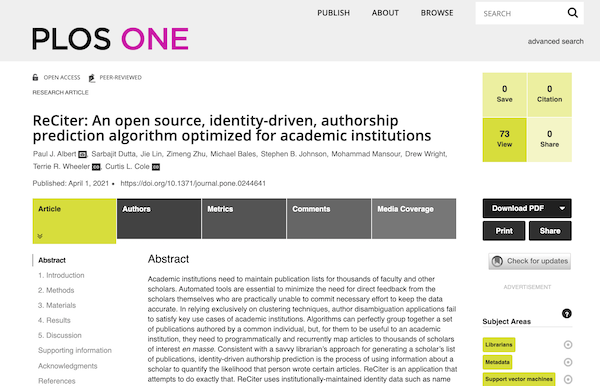 PUBLISH ABOUT BROWSE SEARCH
PLOS ONE
advanced search
OPEN ACCESS PEER-REVIEWED
RESEARCH ARTICLE
ReCiter: An open source, identity-driven, authorship
prediction algorithm optimized for academic institutions
Paul J. Albert, Sarbajit Dutta, Jie Lin, Zimeng Zhu, Michael Bales, Stephen B. Johnson, Mohammad Mansour, Drew Wright,
Terrie R. Wheeler, Curtis L. Cole
Published: April 1, 2021 • https://doi.org/10.1371/journal.pone.0244641
0
Save
0
Citation
73
View
0
Share
Article
Authors
Metrics
Comments
Media Coverage
Download PDF
Print
Share
Check for updates
ADVERTISEMENT
Subject Areas
?
Librarians
Metadata
Support vector machines
Abstract
1. Introduction
2. Methods
3. Materials
4. Results
5. Discussion
Supporting information
Acknowledgments
References
Abstract
Academic institutions need to maintain publication lists for thousands of faculty and other
scholars. Automated tools are essential to minimize the need for direct feedback from the
scholars themselves who are practically unable to commit necessary effort to keep the data
accurate. In relying exclusively on clustering techniques, author disambiguation applications fail
to satisfy key use cases of academic institutions. Algorithms can perfectly group together a
set of publications authored by a common individual, but, for them to be useful to an academic
institution, they need to programmatically and recurrently map articles to thousands of scholars
of interest en masse. Consistent with a savvy librarian's approach for generating a scholar's list
of publications, identity-driven authorship prediction is the process of using information about a
scholar to quantify the likelihood that person wrote certain articles. ReCiter is an application that
attempts to do exactly that. ReCiter uses institutionally-maintained identity data such as name